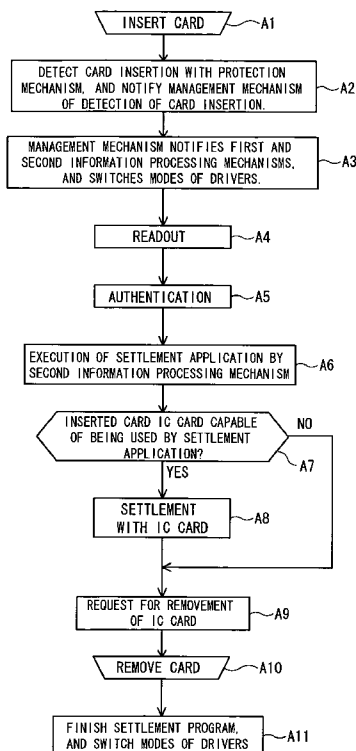 INSERT CARD
A1
DETECT CARD INSERTION WITH PROTECTION
MECHANISM, AND NOTIFY MANAGEMENT MECHANISM
OF DETECTION OF CARD INSERTION.
A2
MANAGEMENT MECHANISM NOTIFIES FIRST AND
SECOND INFORMATION PROCESSING MECHANISMS,
AND SWITCHES MODES OF DRIVERS.
A3
READOUT
A4
AUTHENTICATION
A5
EXECUTION OF SETTLEMENT APPLICATION BY
SECOND INFORMATION PROCESSING MECHANISM
A6
INSERTED CARD IC CARD CAPABLE
OF BEING USED BY SETTLEMENT
APPLICATION?
NO
A7
YES
SETTLEMENT
WITH IC CARD
A8
REQUEST FOR REMOVEMENT
OF IC CARD
A9
REMOVE CARD
A10
FINISH SETTLEMENT PROGRAM,
AND SWITCH MODES OF DRIVERS
A11